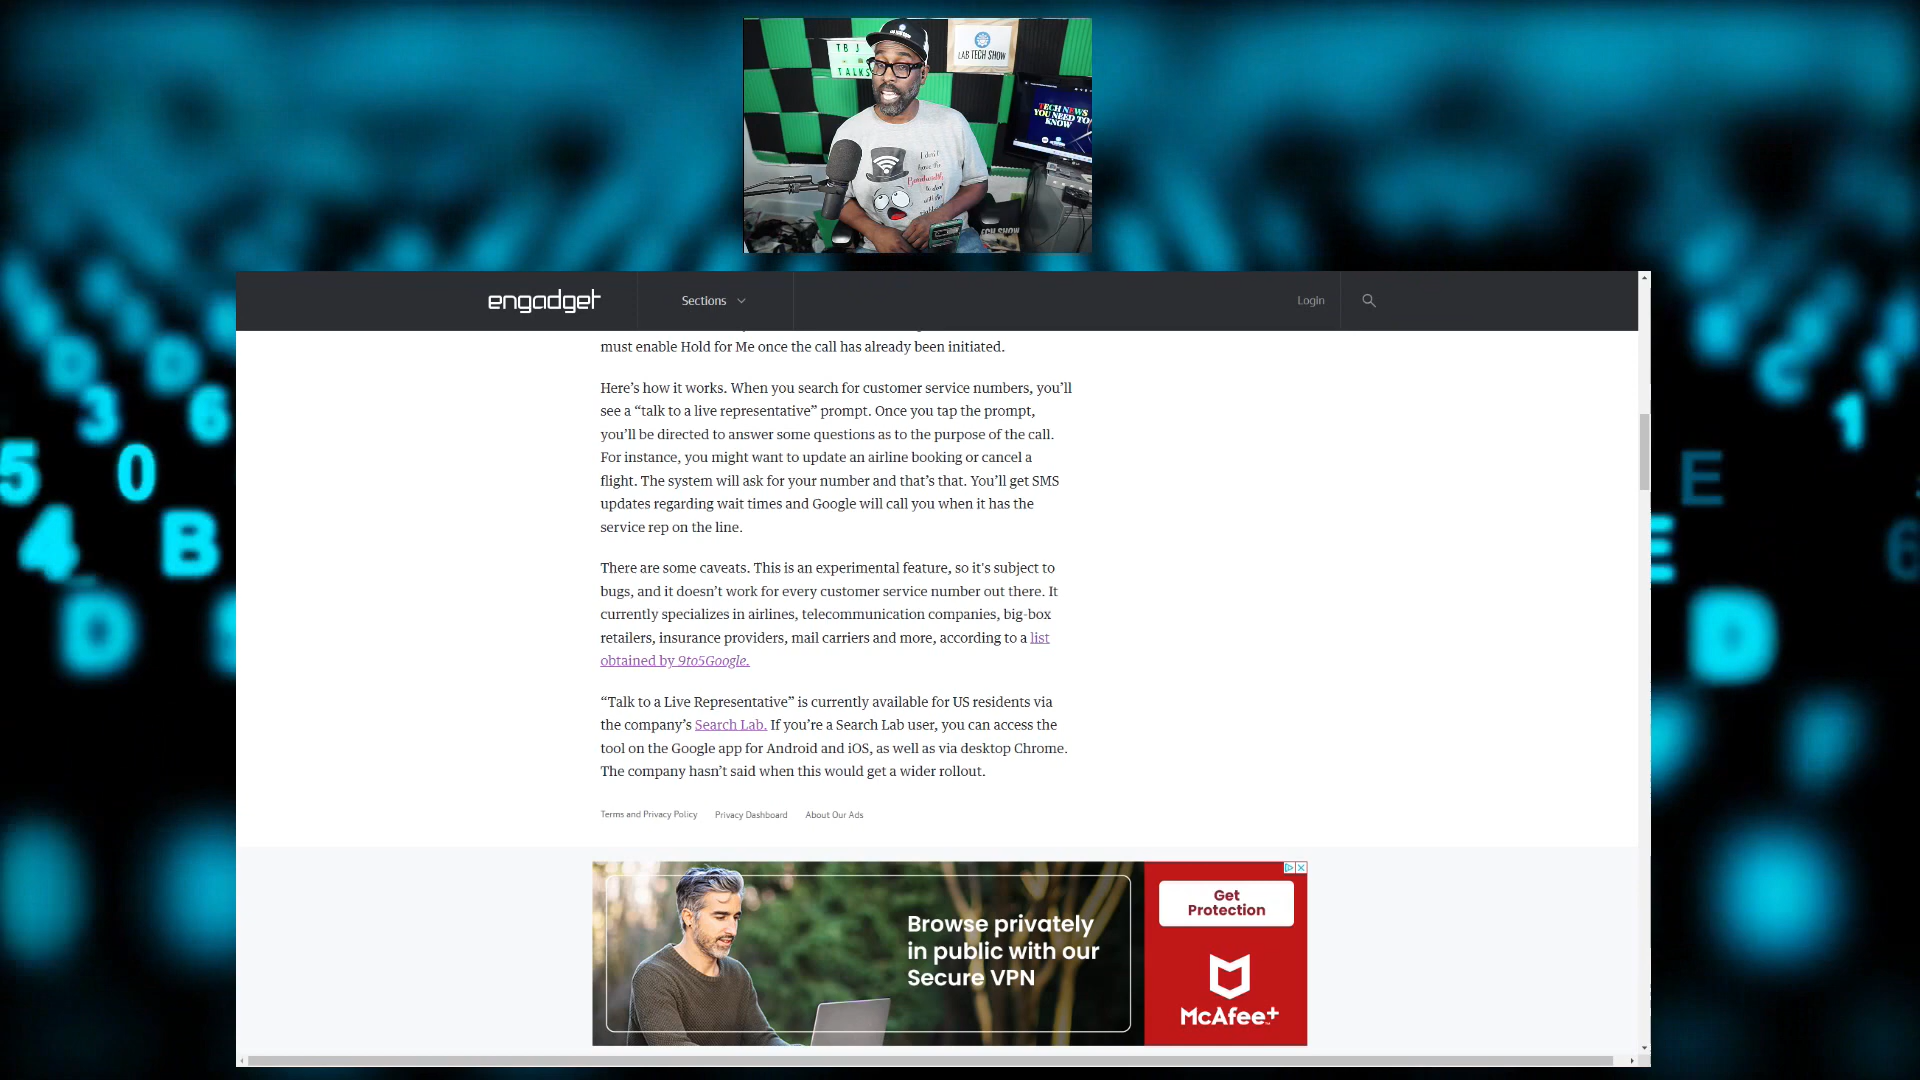 TBJ
TALKS
LAB TECH SHOW
TECH NEWS
YOU NEED TO
KNOW
I don't
have the
Bandwidth
to deal
TECH SHOW
engadget
Sections
Login
must enable Hold for Me once the call has already been initiated.
Here’s how it works. When you search for customer service numbers, you’ll
see a “talk to a live representative” prompt. Once you tap the prompt,
you’ll be directed to answer some questions as to the purpose of the call.
For instance, you might want to update an airline booking or cancel a
flight. The system will ask for your number and that’s that. You’ll get SMS
updates regarding wait times and Google will call you when it has the
service rep on the line.
There are some caveats. This is an experimental feature, so it's subject to
bugs, and it doesn’t work for every customer service number out there. It
currently specializes in airlines, telecommunication companies, big-box
retailers, insurance providers, mail carriers and more, according to a list
obtained by 9to5Google.
“Talk to a Live Representative” is currently available for US residents via
the company’s Search Lab. If you’re a Search Lab user, you can access the
tool on the Google app for Android and iOS, as well as via desktop Chrome.
The company hasn’t said when this would get a wider rollout.
Terms and Privacy Policy Privacy Dashboard About Our Ads
Browse privately
in public with our
Secure VPN
Get
Protection
McAfee+